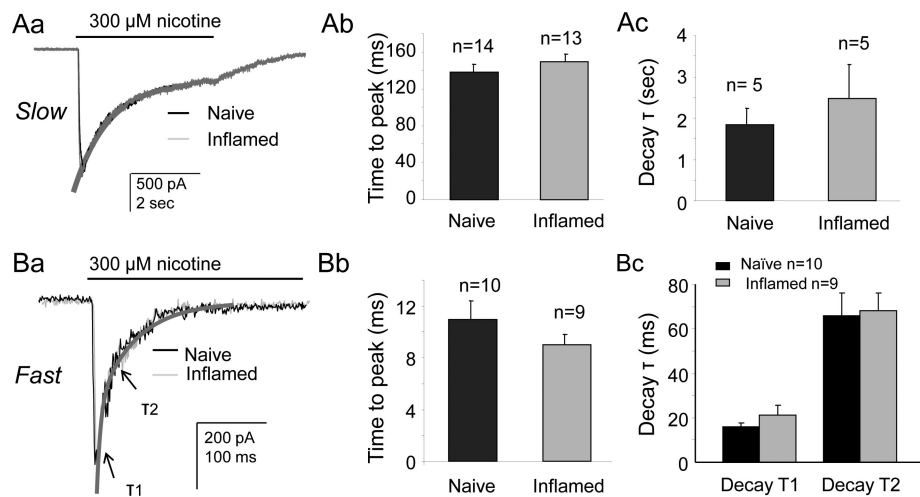 Aa
300 µM nicotine
Slow
Naive
Inflamed
500 pA
2 sec
Ab
Time to peak (ms)
160
120
80
40
0
n=14
n=13
Naive
Inflamed
Ac
Decay τ (sec)
4
3
2
1
0
n= 5
n=5
Naive
Inflamed
Ba
300 µM nicotine
Fast
Naive
Inflamed
τ2
τ1
200 pA
100 ms
Bb
Time to peak (ms)
12
8
4
0
n=10
n=9
Naive
Inflamed
Bc
Naïve n=10
Inflamed n=9
Decay τ (ms)
80
60
40
20
0
Decay T1
Decay T2